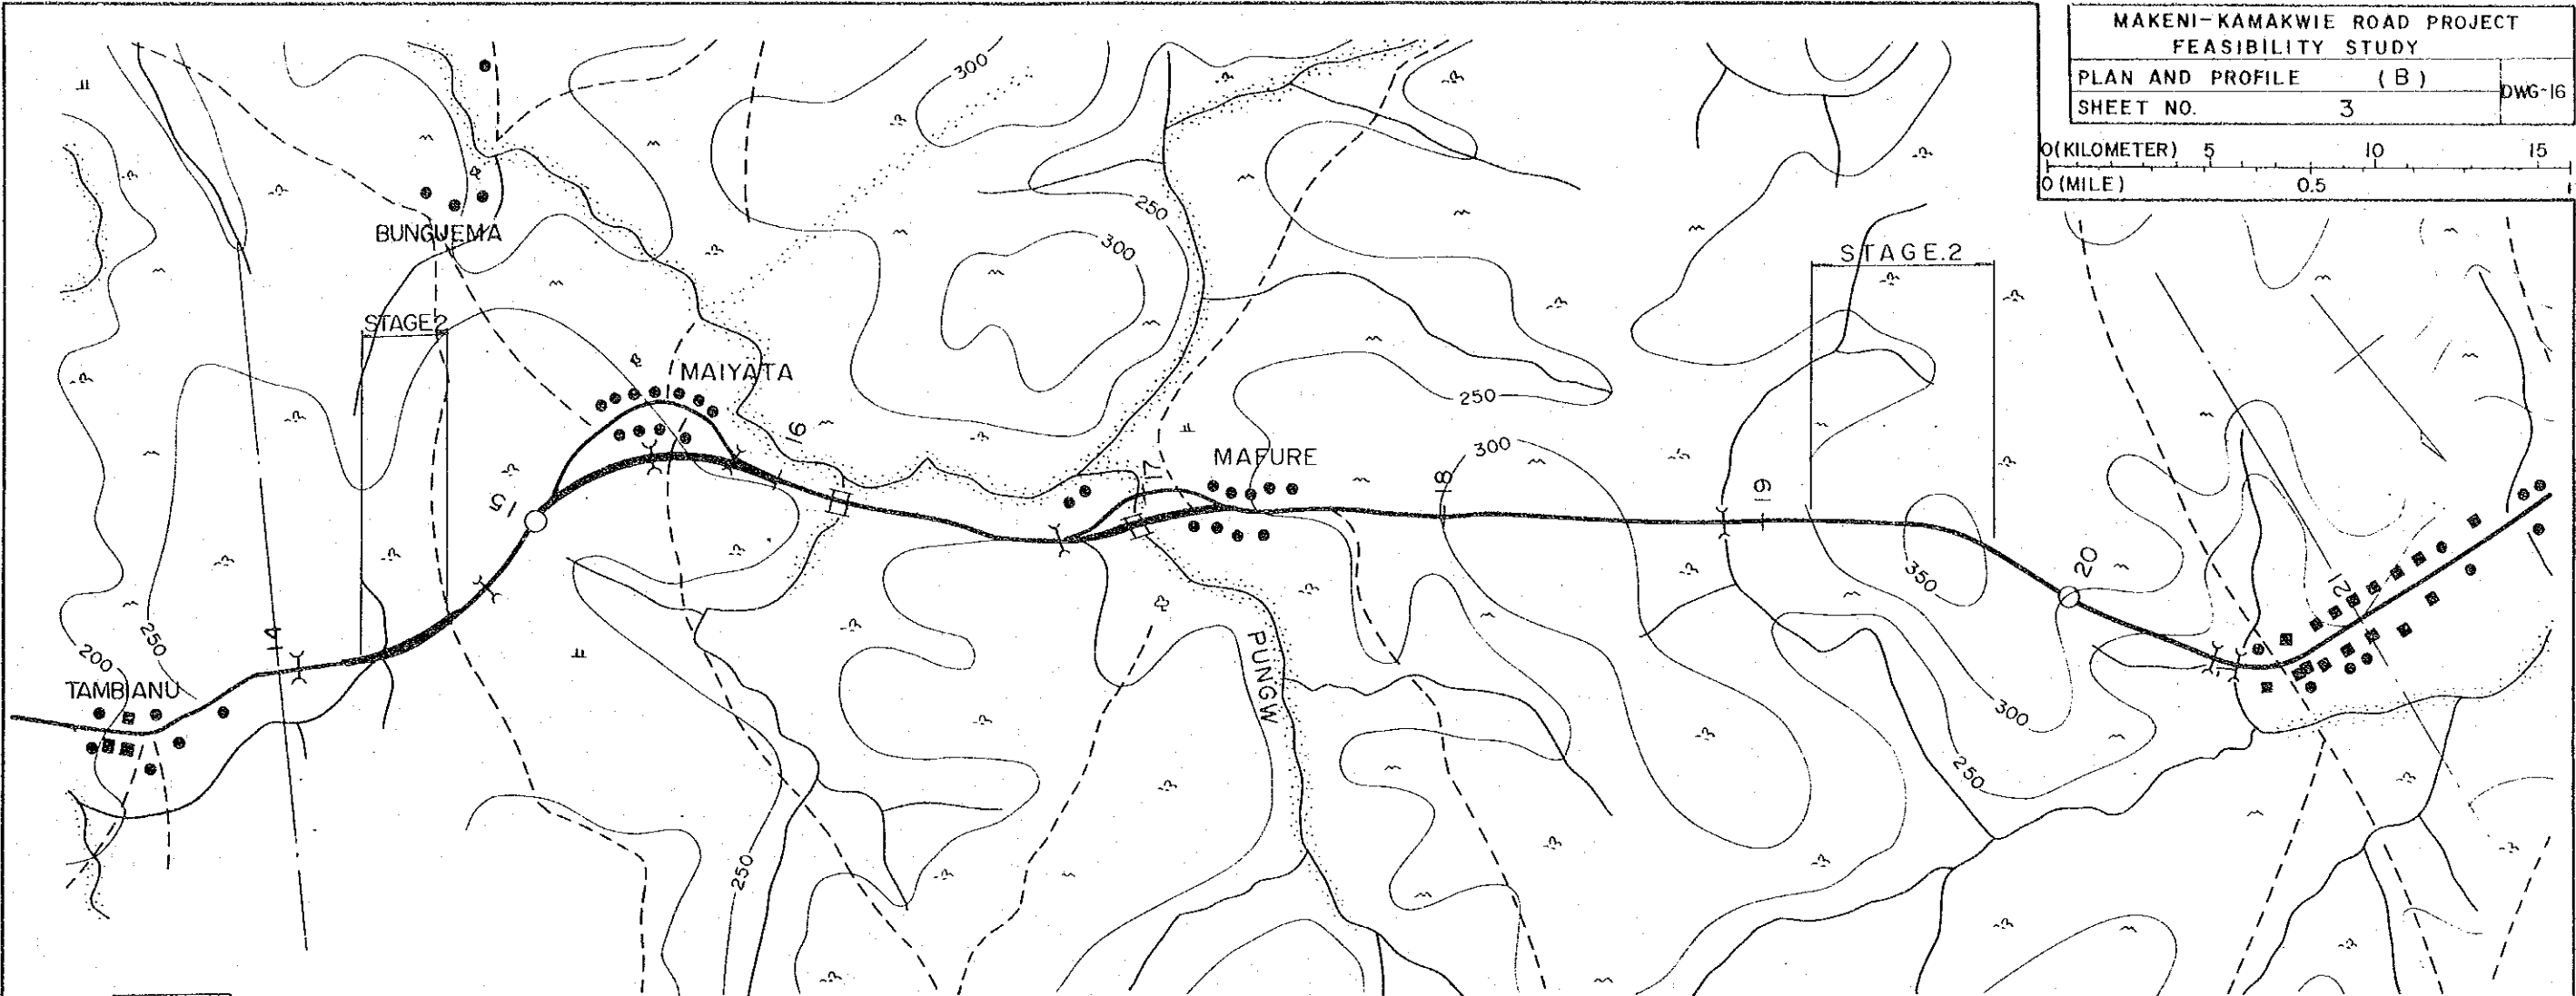 MAKENI-KAMAKWIE ROAD PROJECT
FEASIBILITY STUDY
PLAN AND PROFILE (B)
DWG-16
SHEET NO. 3
0(KILOMETER) 5 10 15
0 (MILE) 0.5 1
300
BUNGUEMA
250
300
STAGE.2
STAGE2
MAIYATA
250
16
MAFURE
300
17
18
19
15
350
20
21
14
250
200
PUNGW
TAMBIANU
300
250
250